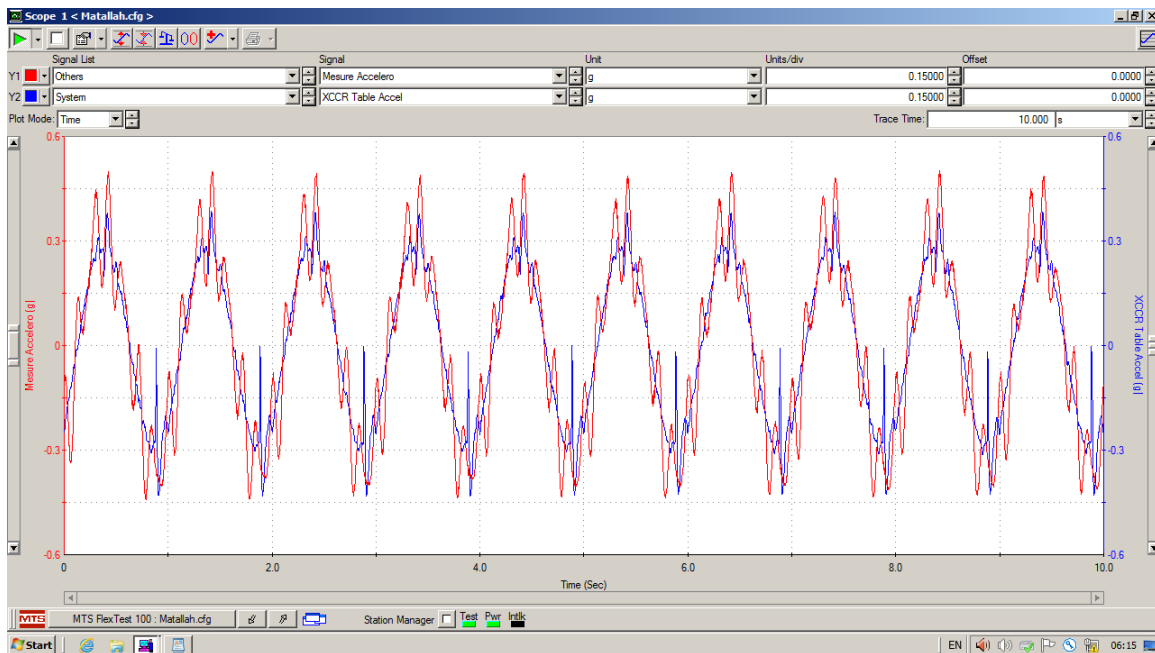 Scope 1 < Matallah.cfg >
Signal List Signal Unit Units/div Offset
Y1 Others Mesure Accelero g 0.15000 0.0000
Y2 System XCCR Table Accel g 0.15000 0.0000
Plot Mode: Time Trace Time: 10.000 s
0.6 0.6
0.3 0.3
0 0
-0.3 -0.3
-0.6 -0.6
Mesure Accelero (g)
XCCR Table Accel (g)
0 2.0 4.0 6.0 8.0 10.0
Time (Sec)
MTS MTS FlexTest 100 : Matallah.cfg Station Manager Test Pwr Intlk
Start EN 06:15